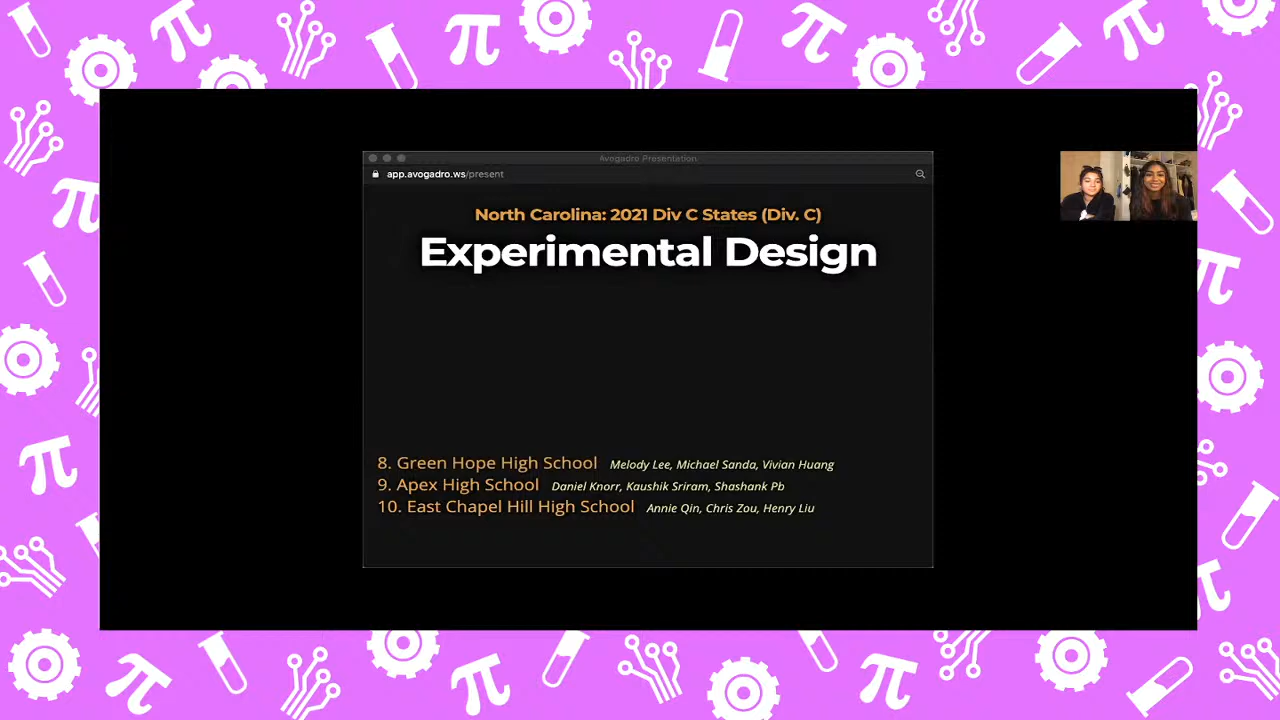 Avogadro Presentation
app.avogadro.ws/present
North Carolina: 2021 Div C States (Div. C)
Experimental Design
8. Green Hope High School Melody Lee, Michael Sanda, Vivian Huang
9. Apex High School Daniel Knorr, Kaushik Sriram, Shashank Pb
10. East Chapel Hill High School Annie Qin, Chris Zou, Henry Liu